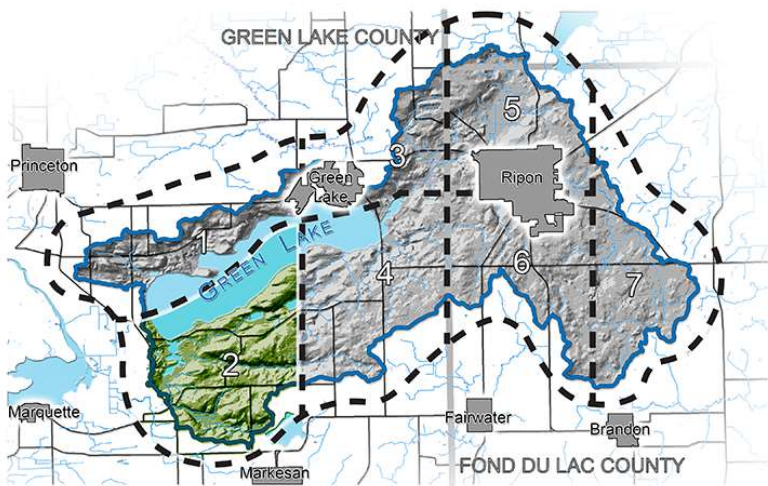 GREEN LAKE COUNTY
5
Princeton
3
Green
Lake
Ripon
1
GREEN LAKE
4
6
7
2
Marquette
Fairwater
Brandon
Markesan
FOND DU LAC COUNTY